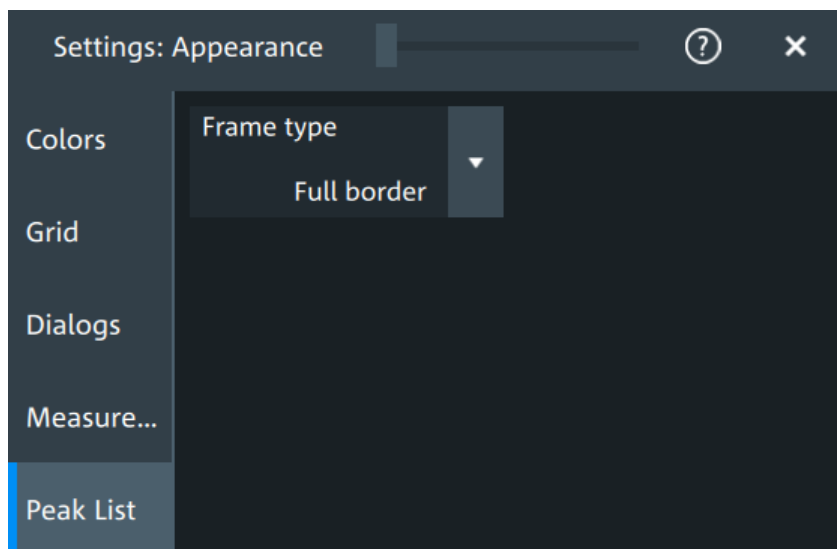 Settings: Appearance
?
Colors
Grid
Dialogs
Measure...
Peak List
Frame type
Full border